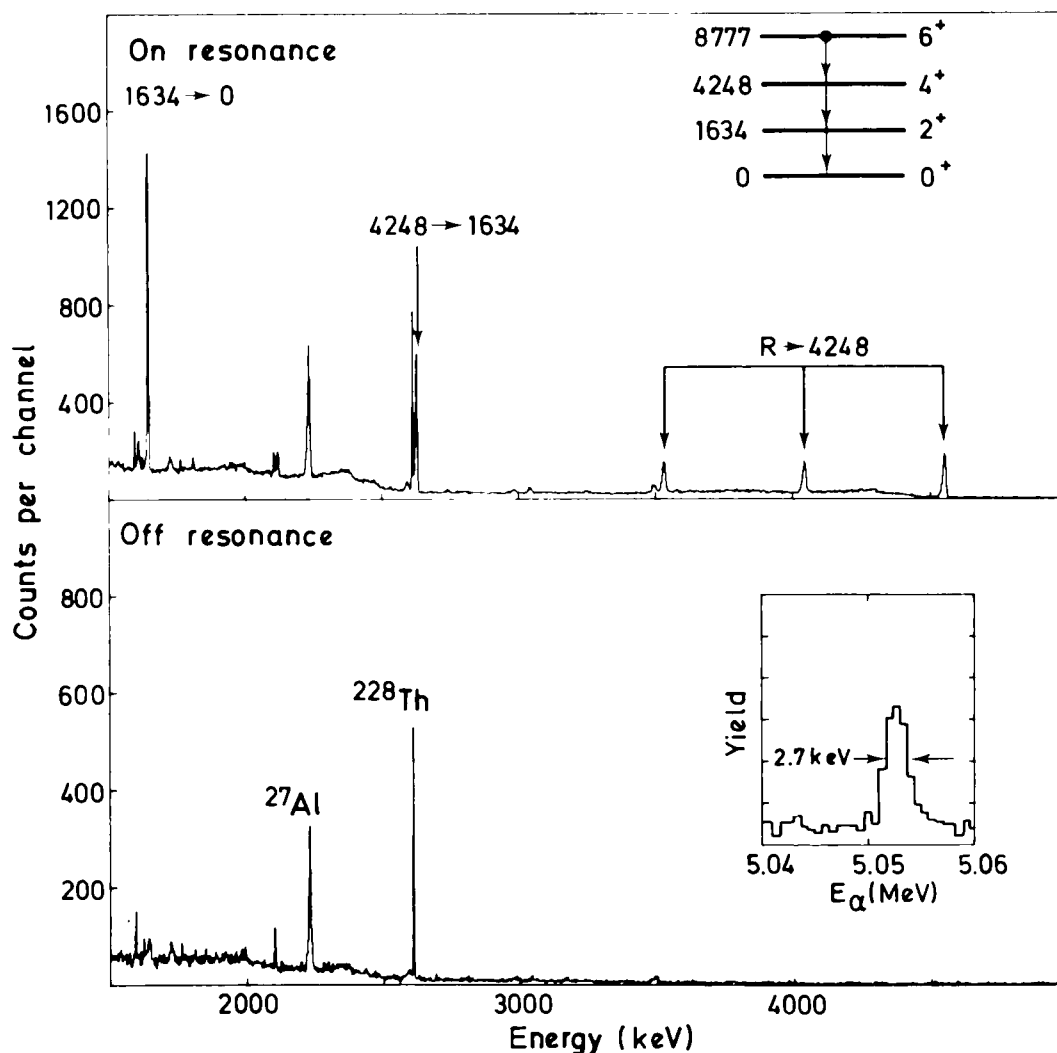 On resonance
1634 → 0
8777 6+
4248 4+
1634 2+
0 0+
4248 → 1634
R → 4248
1600
1200
800
400
Counts per channel
Off resonance
800
600
400
200
27Al
228Th
Yield
2.7 keV
5.04 5.05 5.06
Eα(MeV)
2000 3000 4000
Energy (keV)